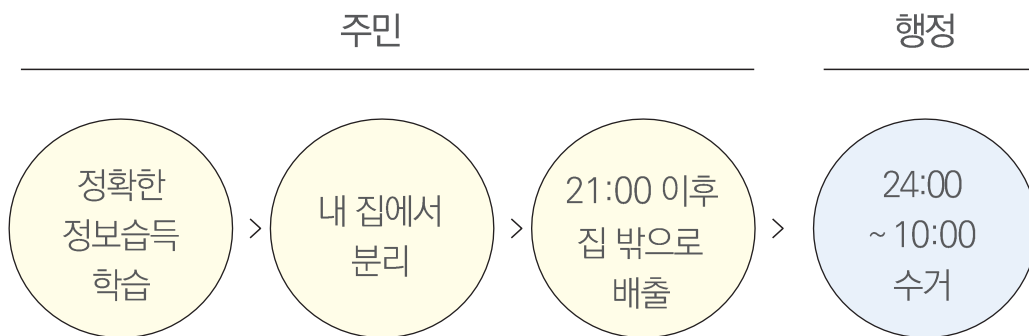 주민
행정
정확한
정보습득
학습
>
내 집에서
분리
>
21:00 이후
집 밖으로
배출
>
24:00
~ 10:00
수거